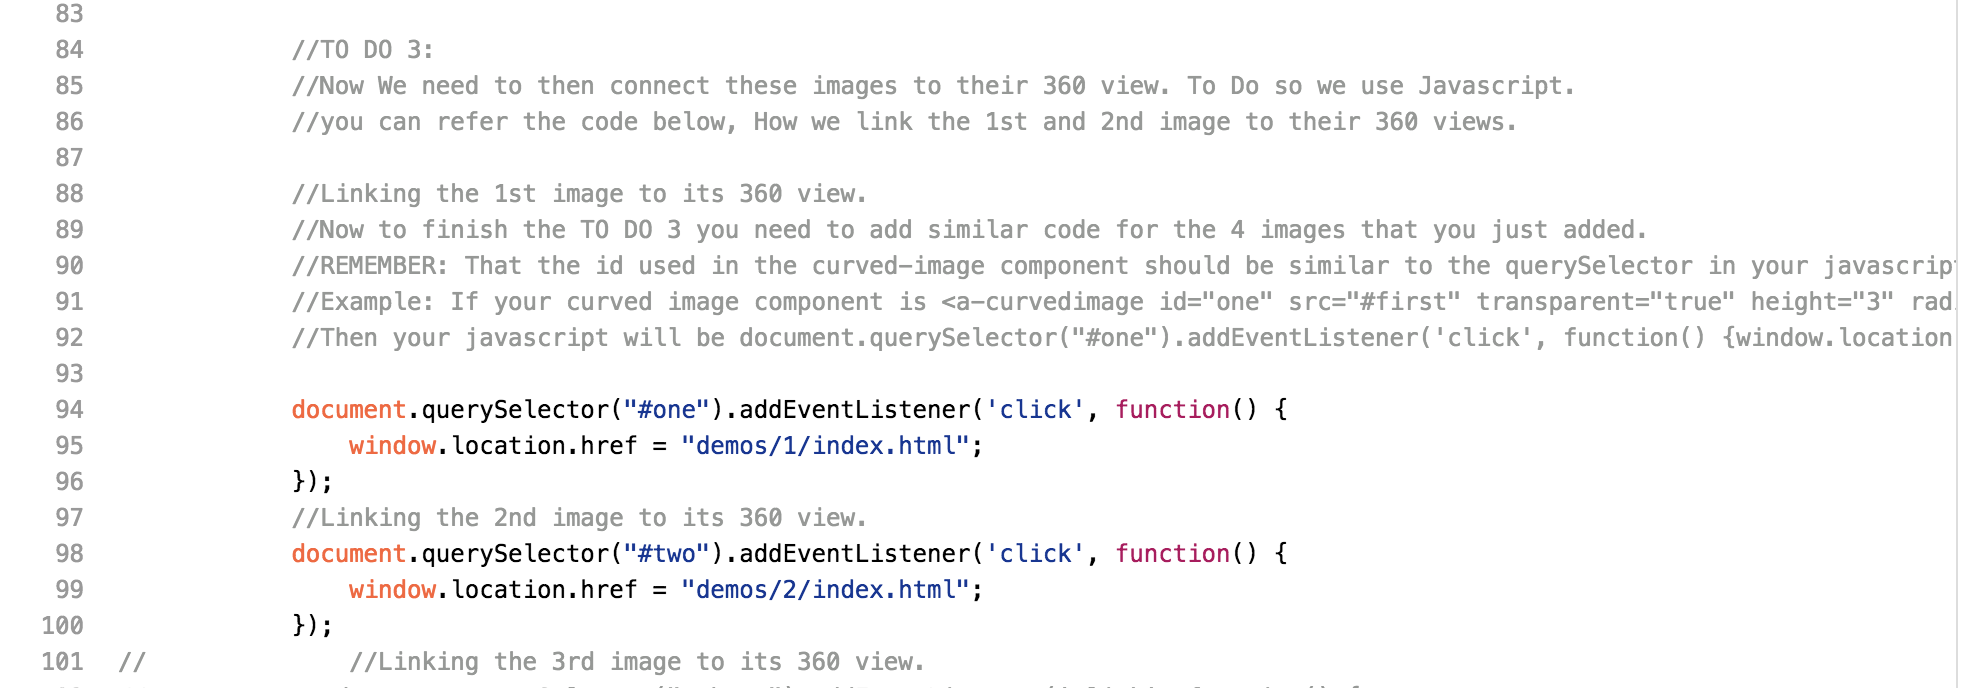 83
84 //TO DO 3:
85 //Now We need to then connect these images to their 360 view. To Do so we use Javascript.
86 //you can refer the code below, How we link the 1st and 2nd image to their 360 views.
87
88 //Linking the 1st image to its 360 view.
89 //Now to finish the TO DO 3 you need to add similar code for the 4 images that you just added.
90 //REMEMBER: That the id used in the curved-image component should be similar to the querySelector in your javascrip
91 //Example: If your curved image component is <a-curvedimage id="one" src="#first" transparent="true" height="3" rad
92 //Then your javascript will be document.querySelector("#one").addEventListener('click', function() {window.location
93
94 document.querySelector("#one").addEventListener('click', function() {
95 window.location.href = "demos/1/index.html";
96 });
97 //Linking the 2nd image to its 360 view.
98 document.querySelector("#two").addEventListener('click', function() {
99 window.location.href = "demos/2/index.html";
100 });
101 // //Linking the 3rd image to its 360 view.